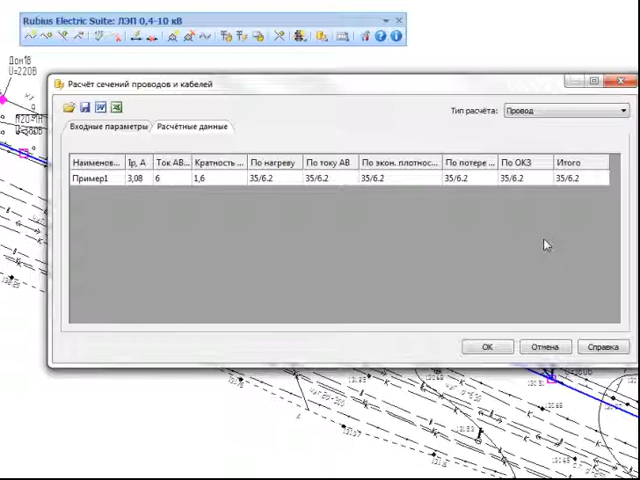 Rubius Electric Suite: ЛЭП 0,4-10 кВ
Дом18
U=220В
Расчёт сечений проводов и кабелей
Тип расчёта: Провод
Входные параметры Расчётные данные
Наименов... Iр, А Ток АВ... Кратность ... По нагреву По току АВ По экон. плотнос... По потере ... По ОКЗ Итого
Пример1 3,08 6 1,6 35/6.2 35/6.2 35/6.2 35/6.2 35/6.2 35/6.2
OK Отмена Справка